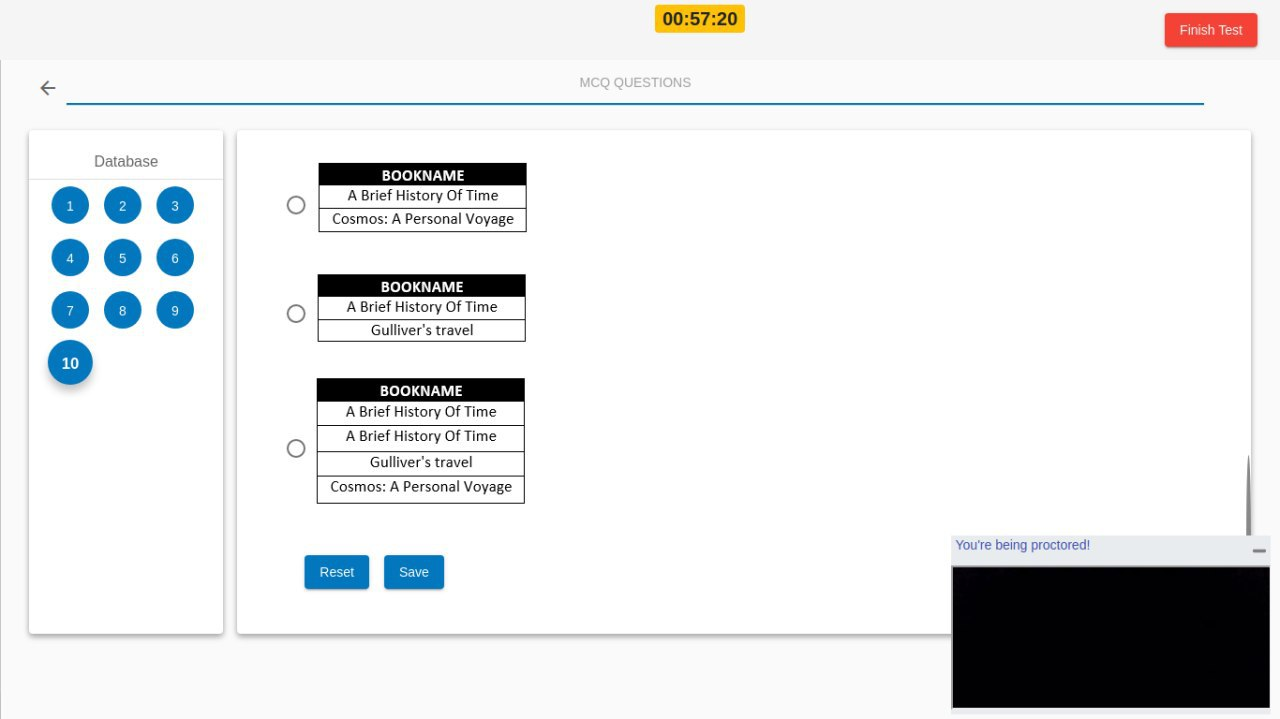 00:57:20
Finish Test
MCQ QUESTIONS
Database
1 2 3
4 5 6
7 8 9
10
BOOKNAME
A Brief History Of Time
Cosmos: A Personal Voyage
BOOKNAME
A Brief History Of Time
Gulliver's travel
BOOKNAME
A Brief History Of Time
A Brief History Of Time
Gulliver's travel
Cosmos: A Personal Voyage
Reset Save
You're being proctored!